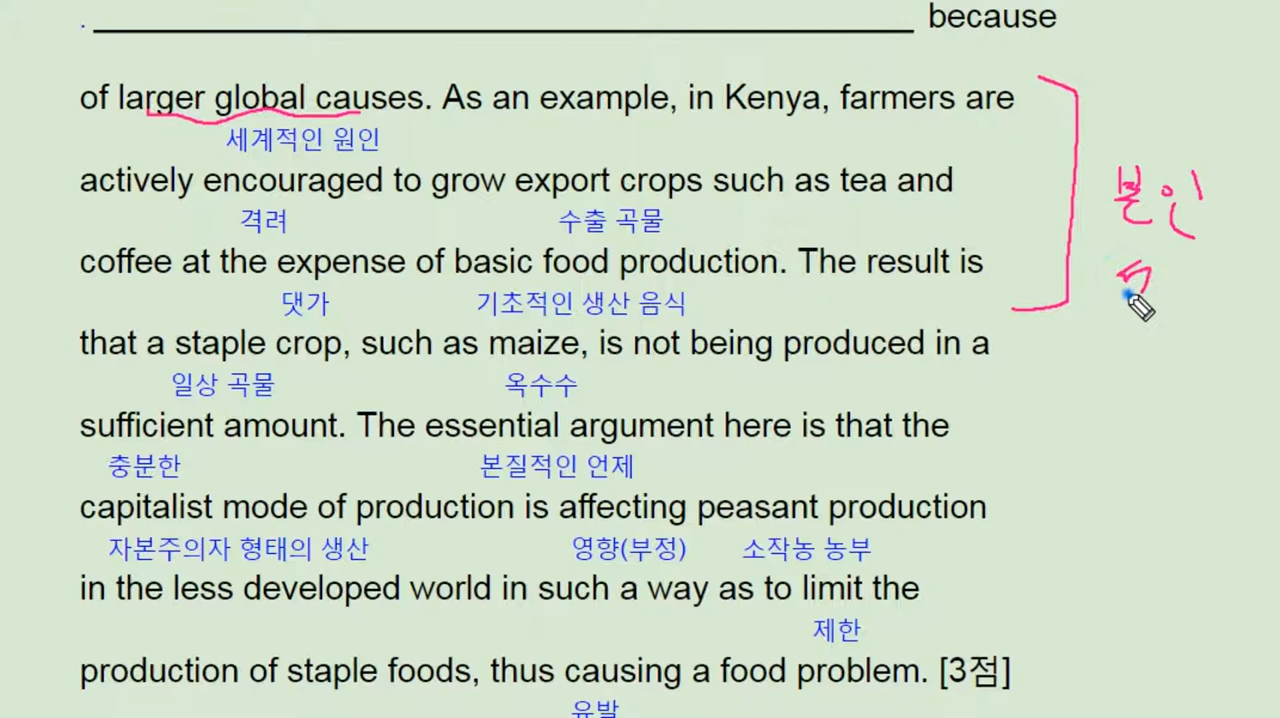 because
of larger global causes. As an example, in Kenya, farmers are
세계적인 원인
actively encouraged to grow export crops such as tea and
격려 수출 곡물
coffee at the expense of basic food production. The result is
댓가 기초적인 생산 음식
that a staple crop, such as maize, is not being produced in a
일상 곡물 옥수수
sufficient amount. The essential argument here is that the
충분한 본질적인 언제
capitalist mode of production is affecting peasant production
자본주의자 형태의 생산 영향(부정) 소작농 농부
in the less developed world in such a way as to limit the
제한
production of staple foods, thus causing a food problem. [3점]
유발
본인